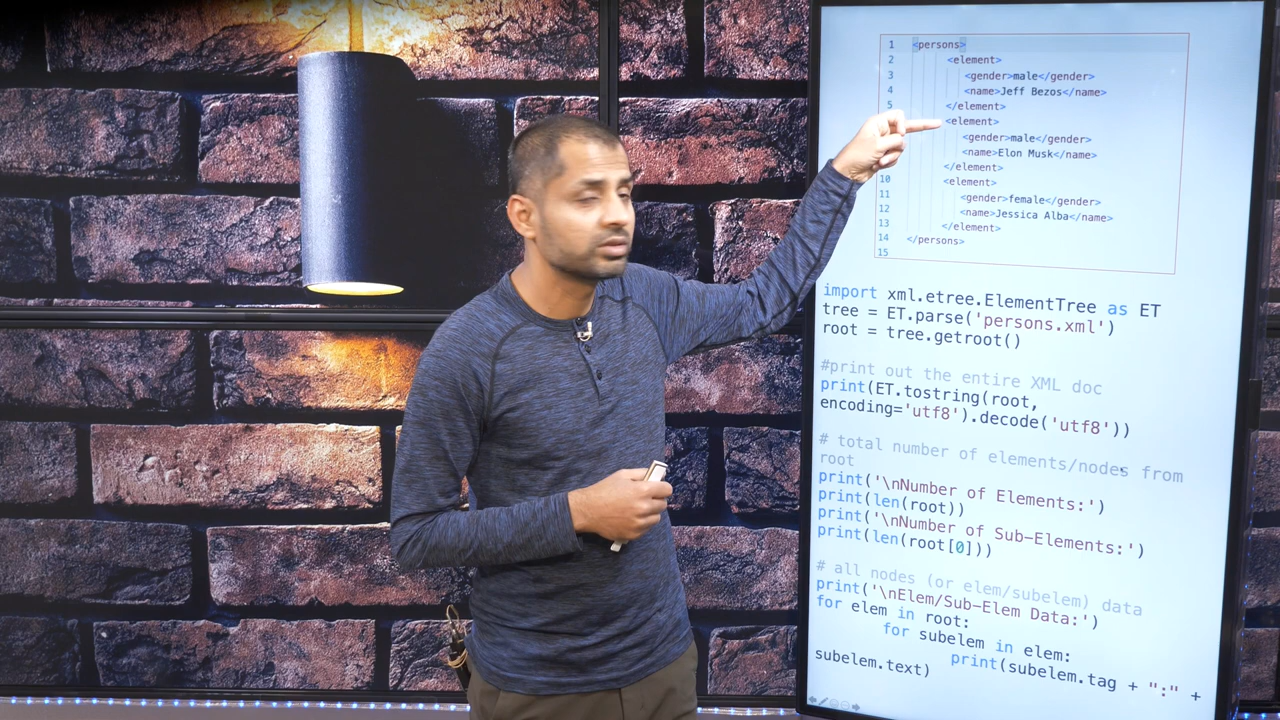 1 <persons>
2 <element>
3 <gender>male</gender>
4 <name>Jeff Bezos</name>
5 </element>
<element>
<gender>male</gender>
<name>Elon Musk</name>
</element>
10 <element>
11 <gender>female</gender>
12 <name>Jessica Alba</name>
13 </element>
14 </persons>
15
import xml.etree.ElementTree as ET
tree = ET.parse('persons.xml')
root = tree.getroot()
#print out the entire XML doc
print(ET.tostring(root,
encoding='utf8').decode('utf8'))
# total number of elements/nodes from
root
print('\nNumber of Elements:')
print(len(root))
print('\nNumber of Sub-Elements:')
print(len(root[0]))
# all nodes (or elem/subelem) data
print('\nElem/Sub-Elem Data:')
for elem in root:
for subelem in elem:
print(subelem.tag + ":" +
subelem.text)